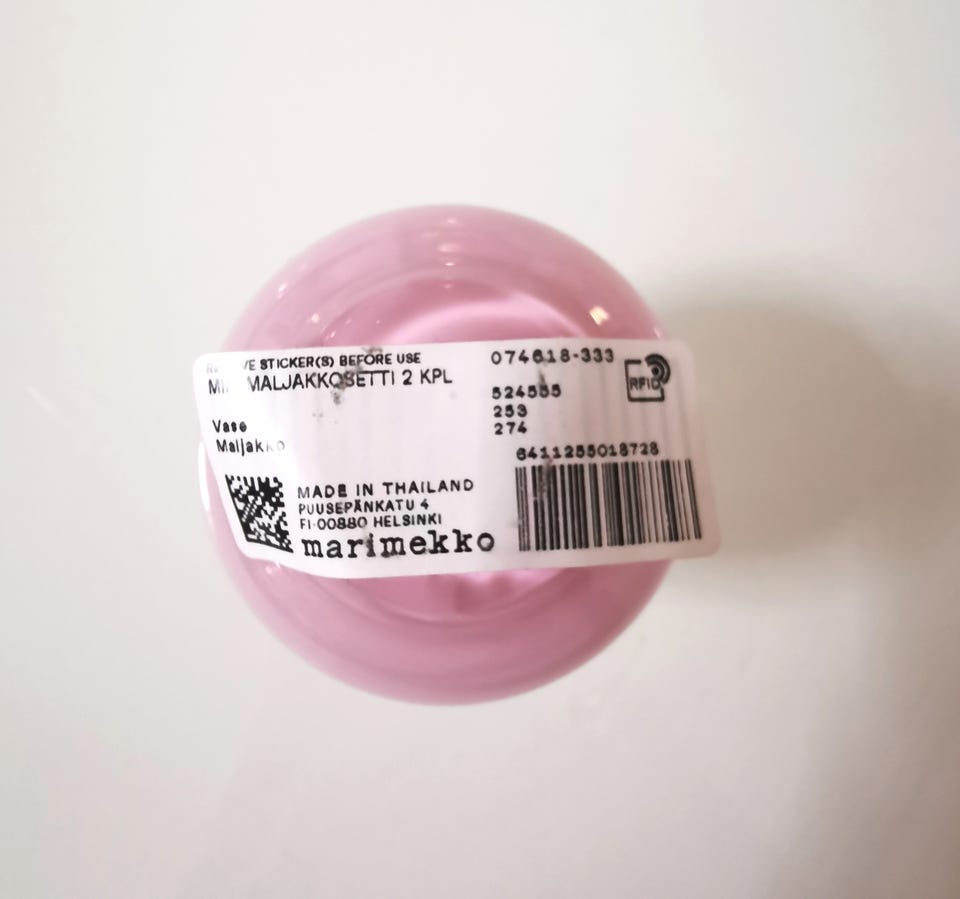 STICKER(S) BEFORE USE
MALJAKKOSETTI 2 KPL
Vase
Maljakko
MADE IN THAILAND
PUUSEPÄNKATU 4
FI-00880 HELSINKI
marimekko
074618-333
RFID
524555
253
274
6411255018728